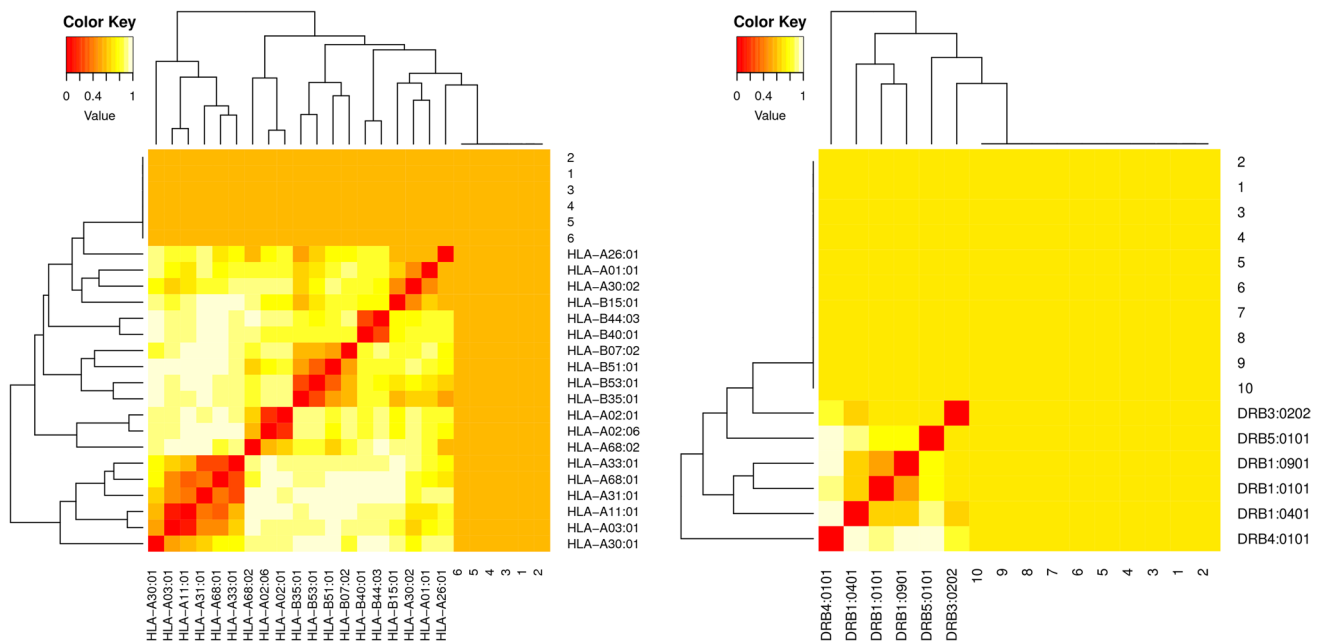 Color Key
0 0.4 1
Value
2
1
3
4
5
6
HLA−A26:01
HLA−A01:01
HLA−A30:02
HLA−B15:01
HLA−B44:03
HLA−B40:01
HLA−B07:02
HLA−B51:01
HLA−B53:01
HLA−B35:01
HLA−A02:01
HLA−A02:06
HLA−A68:02
HLA−A33:01
HLA−A68:01
HLA−A31:01
HLA−A11:01
HLA−A03:01
HLA−A30:01
HLA−A30:01
HLA−A03:01
HLA−A11:01
HLA−A31:01
HLA−A68:01
HLA−A33:01
HLA−A68:02
HLA−A02:06
HLA−A02:01
HLA−B35:01
HLA−B53:01
HLA−B51:01
HLA−B07:02
HLA−B40:01
HLA−B44:03
HLA−B15:01
HLA−A30:02
HLA−A01:01
HLA−A26:01
6
5
4
3
1
2
Color Key
0 0.4 1
Value
2
1
3
4
5
6
7
8
9
10
DRB3:0202
DRB5:0101
DRB1:0901
DRB1:0101
DRB1:0401
DRB4:0101
DRB4:0101
DRB1:0401
DRB1:0101
DRB1:0901
DRB5:0101
DRB3:0202
10
9
8
7
6
5
4
3
1
2